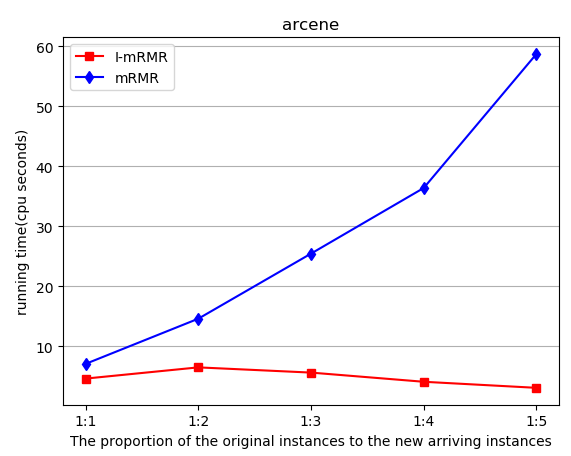 arcene
I-mRMR
mRMR
running time(cpu seconds)
60
50
40
30
20
10
1:1 1:2 1:3 1:4 1:5
The proportion of the original instances to the new arriving instances